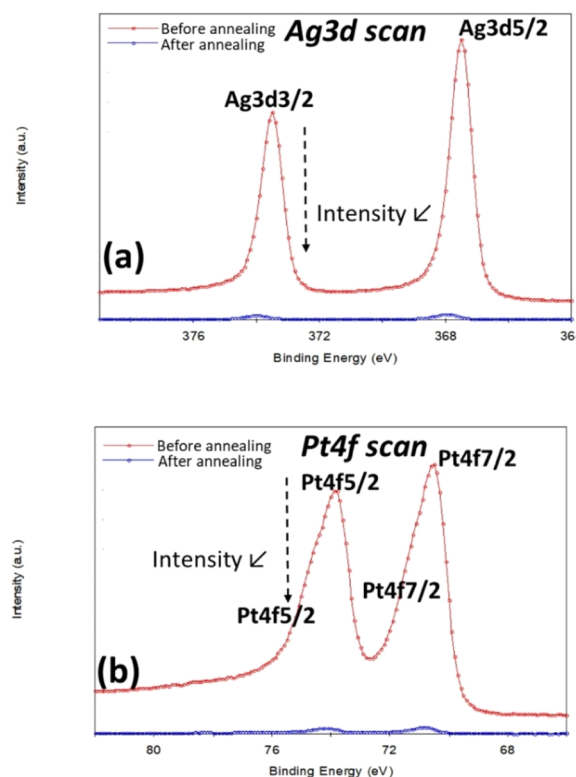 Before annealing
After annealing
Ag3d scan
Ag3d5/2
Ag3d3/2
Intensity (a.u.)
Intensity ↙
(a)
376 372 368 36
Binding Energy (eV)
Before annealing
After annealing
Pt4f scan
Pt4f7/2
Pt4f5/2
Intensity (a.u.)
Intensity ↙
Pt4f7/2
Pt4f5/2
(b)
80 76 72 68
Binding Energy (eV)